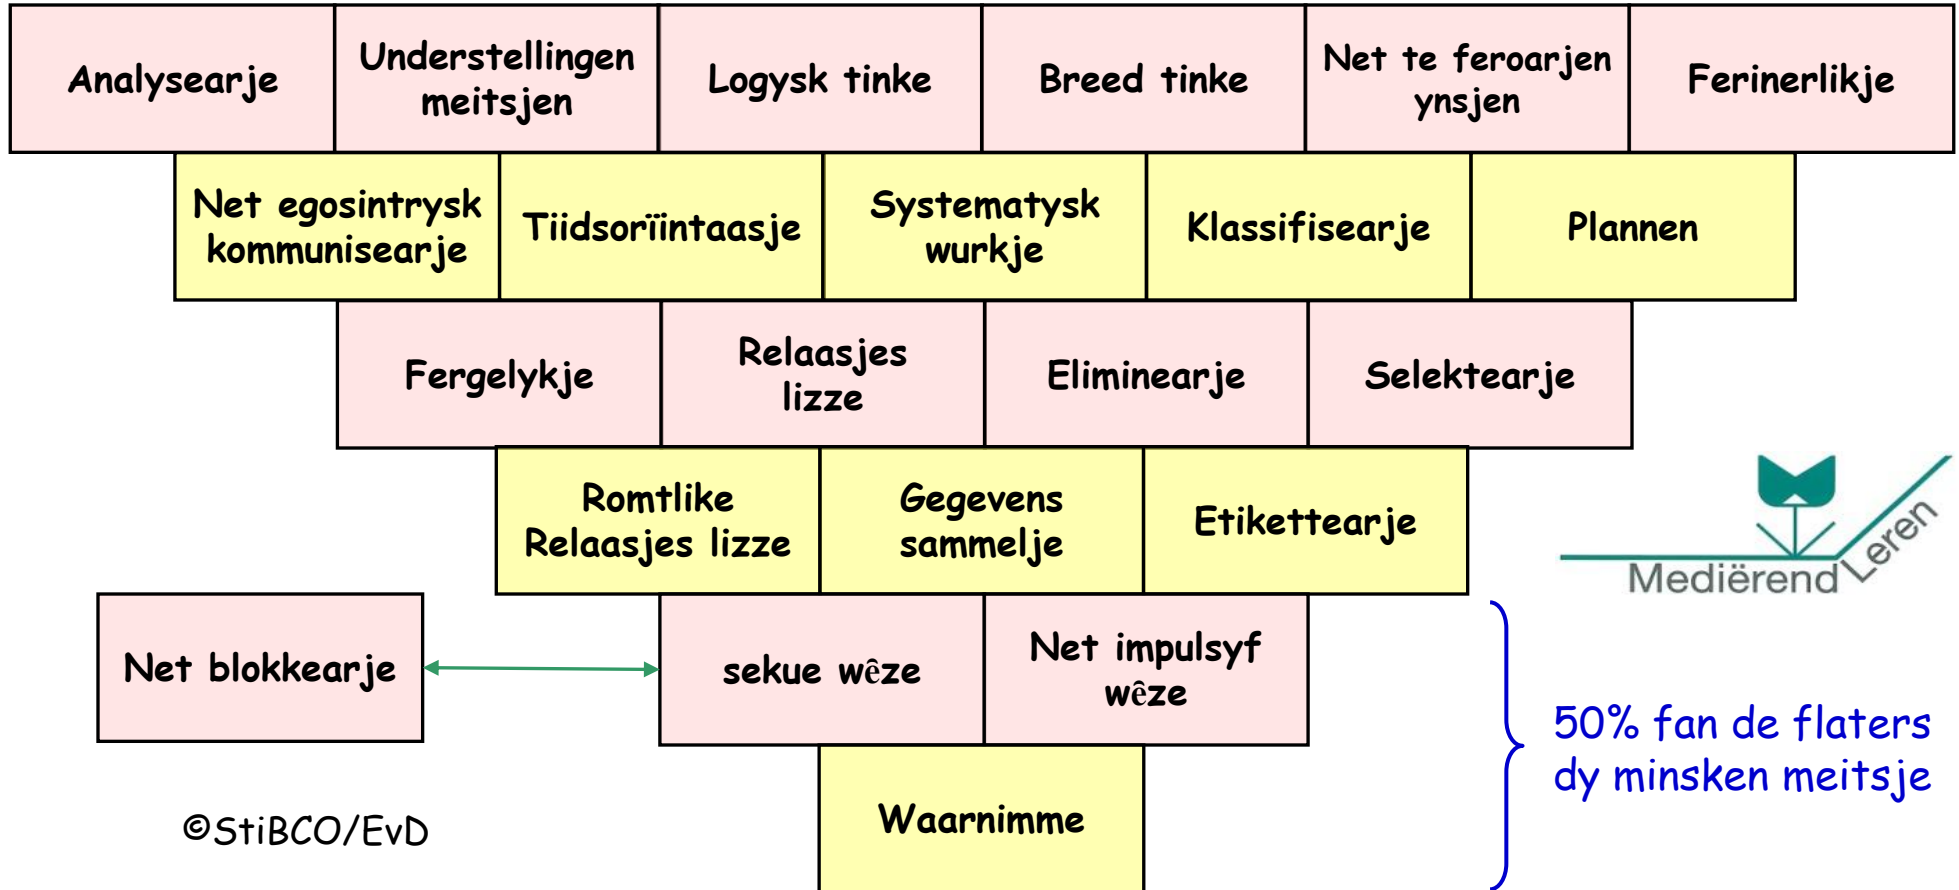 Analysearje
Understellingen
meitsjen
Logysk tinke
Breed tinke
Net te feroarjen
ynsjen
Ferinerlikje
Net egosintrysk
kommunisearje
Tiidsoriïntaasje
Systematysk
wurkje
Klassifisearje
Plannen
Fergelykje
Relaasjes
lizze
Eliminearje
Selektearje
Romtlike
Relaasjes lizze
Gegevens
sammelje
Etikettearje
Mediërend Leren
Net blokkearje
sekue wêze
Net impulsyf
wêze
50% fan de flaters
dy minsken meitsje
Waarnimme
©StiBCO/EvD